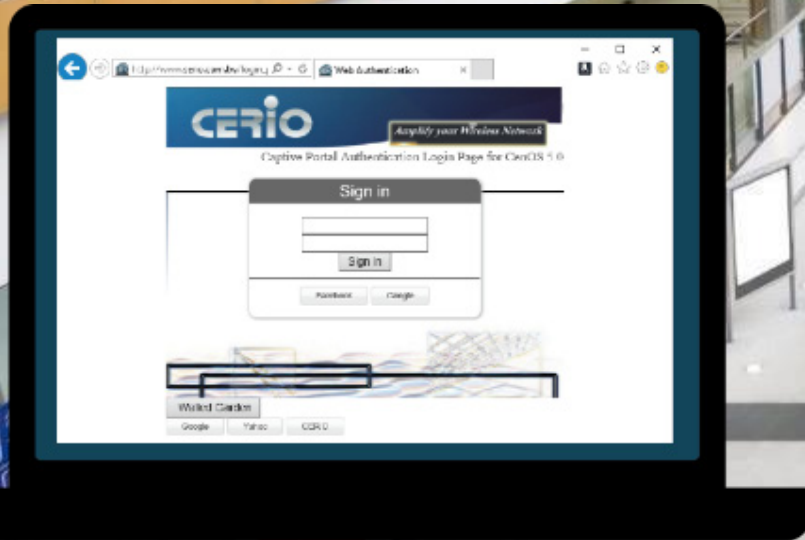 Web Authentication
CERIO
Amplify your Wireless Network
Captive Portal Authentication Login Page for CenOS 5.0
Sign in
Sign in
Facebook Google
Walled Garden
Google Yahoo CERIO